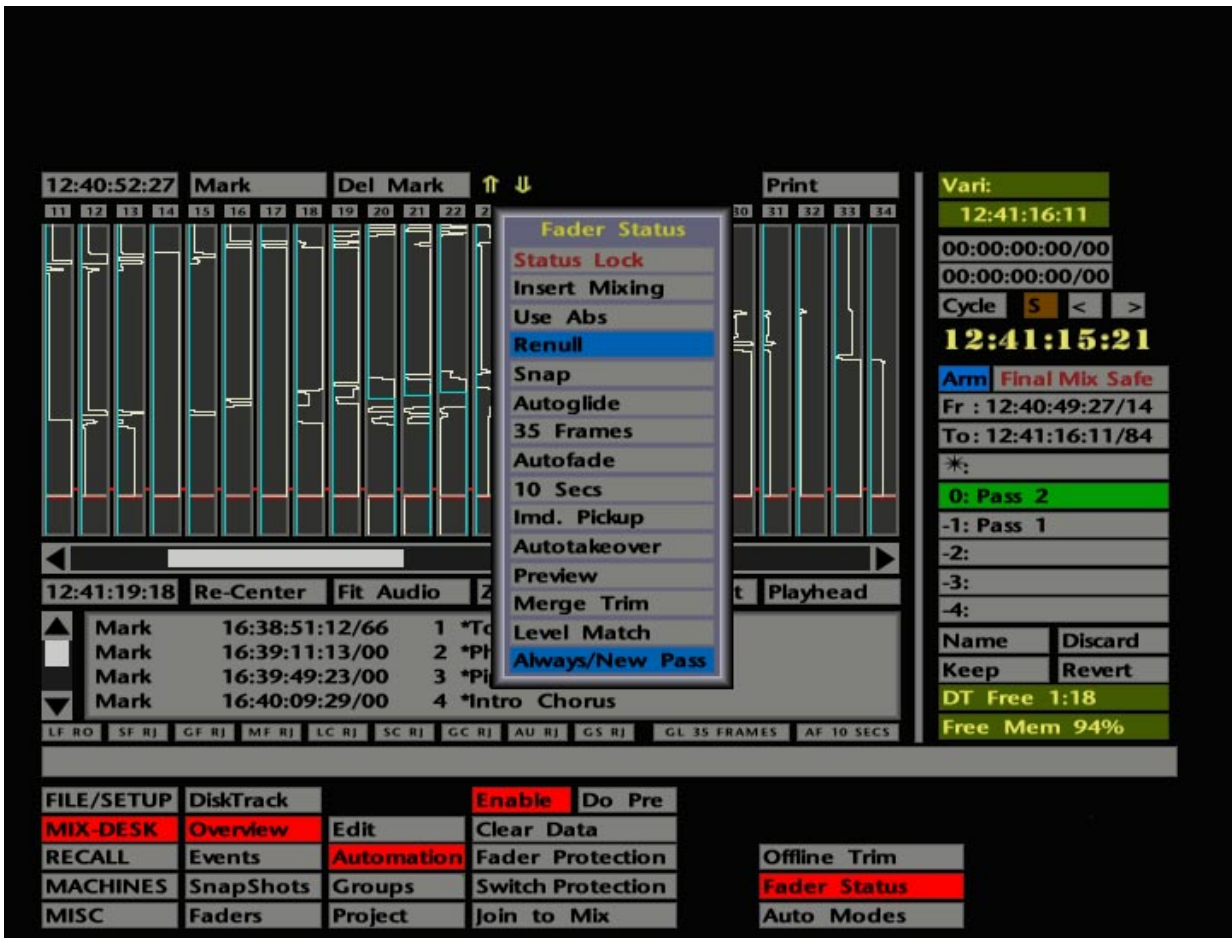 12:40:52:27 Mark Del Mark ⇑ ⇓ Print
11 12 13 14 15 16 17 18 19 20 21 22 2 30 31 32 33 34
Fader Status
Status Lock
Insert Mixing
Use Abs
Renull
Snap
Autoglide
35 Frames
Autofade
10 Secs
Imd. Pickup
Autotakeover
Preview
Merge Trim
Level Match
Always/New Pass
12:41:19:18 Re-Center Fit Audio Z t Playhead
Mark 16:38:51:12/66 1 *To
Mark 16:39:11:13/00 2 *Ph
Mark 16:39:49:23/00 3 *Pi
Mark 16:40:09:29/00 4 *Intro Chorus
LF RO SF RJ GF RJ MF RJ LC RJ SC RJ GC RJ AU RJ GS RJ GL 35 FRAMES AF 10 SECS
Vari:
12:41:16:11
00:00:00:00/00
00:00:00:00/00
Cycle S < >
12:41:15:21
Arm Final Mix Safe
Fr : 12:40:49:27/14
To: 12:41:16:11/84
*:
0: Pass 2
-1: Pass 1
-2:
-3:
-4:
Name Discard
Keep Revert
DT Free 1:18
Free Mem 94%
FILE/SETUP DiskTrack Enable Do Pre
MIX-DESK Overview Edit Clear Data
RECALL Events Automation Fader Protection Offline Trim
MACHINES SnapShots Groups Switch Protection Fader Status
MISC Faders Project Join to Mix Auto Modes